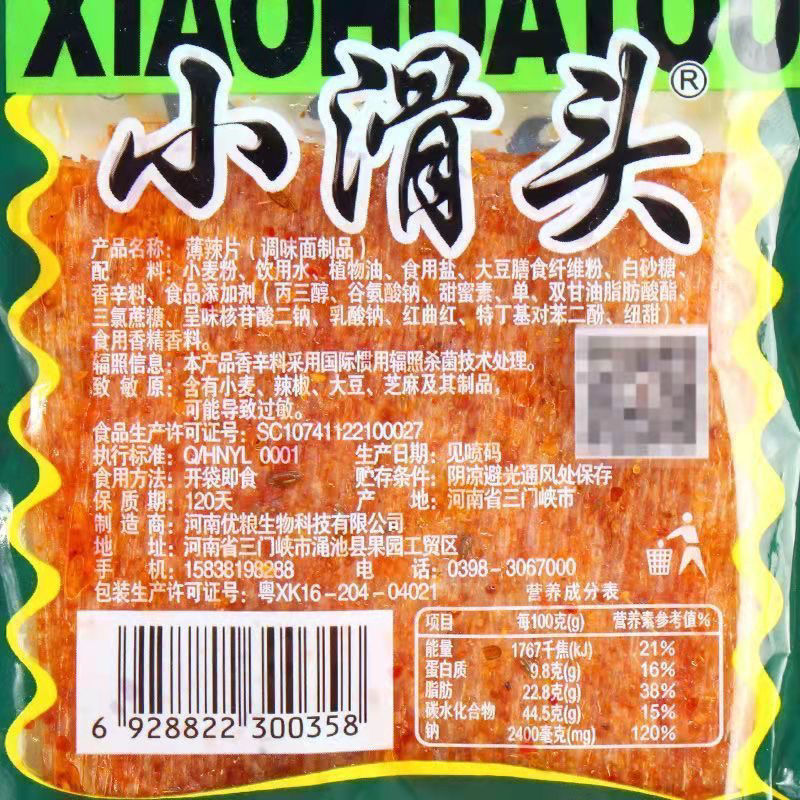 XIAOHUATOU
小滑头®
产品名称：薄辣片（调味面制品）
配 料：小麦粉、饮用水、植物油、食用盐、大豆膳食纤维粉、白砂糖、
香辛料、食品添加剂（丙三醇、谷氨酸钠、甜蜜素、单、双甘油脂肪酸酯、
三氯蔗糖、呈味核苷酸二钠、乳酸钠、红曲红、特丁基对苯二酚、纽甜）、
食用香精香料。
辐照信息：本产品香辛料采用国际惯用辐照杀菌技术处理。
致 敏 原：含有小麦、辣椒、大豆、芝麻及其制品，
可能导致过敏。
食品生产许可证号：SC10741122100027
执行标准：Q/HNYL 0001 生产日期：见喷码
食用方法：开袋即食 贮存条件：阴凉避光通风处保存
保 质 期：120天 产 地：河南省三门峡市
制 造 商：河南优粮生物科技有限公司
地 址：河南省三门峡市渑池县果园工贸区
手 机：15838198288 电 话：0398-3067000
包装生产许可证号：粤XK16-204-04021
营养成分表
项目 每100克(g) 营养素参考值%
能量 1767千焦(kJ) 21%
蛋白质 9.8克(g) 16%
脂肪 22.8克(g) 38%
碳水化合物 44.5克(g) 15%
钠 2400毫克(mg) 120%
6 928822 300358